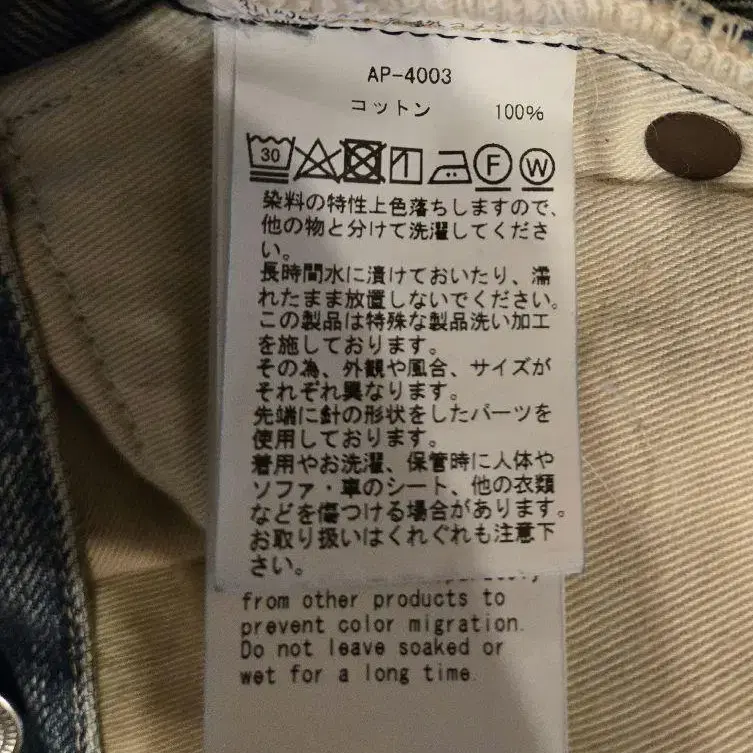 AP-4003
コットン 100%
30 F W
染料の特性上色落ちしますので、
他の物と分けて洗濯してくださ
い。
長時間水に漬けておいたり、濡
れたまま放置しないでください。
この製品は特殊な製品洗い加工
を施しております。
その為、外観や風合、サイズが
それぞれ異なります。
先端に針の形状をしたパーツを
使用しております。
着用やお洗濯、保管時に人体や
ソファ・車のシート、他の衣類
などを傷つける場合があります。
お取り扱いはくれぐれも注意下
さい。
from other products to
prevent color migration.
Do not leave soaked or
wet for a long time.